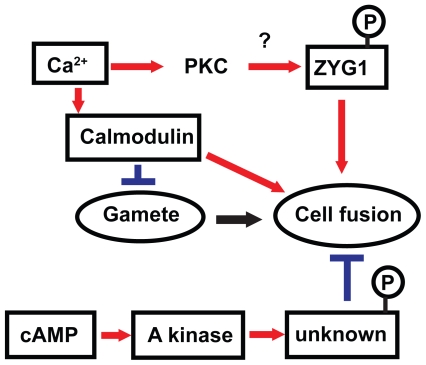 P
?
Ca²⁺
PKC
ZYG1
Calmodulin
Gamete
Cell fusion
P
cAMP
A kinase
unknown